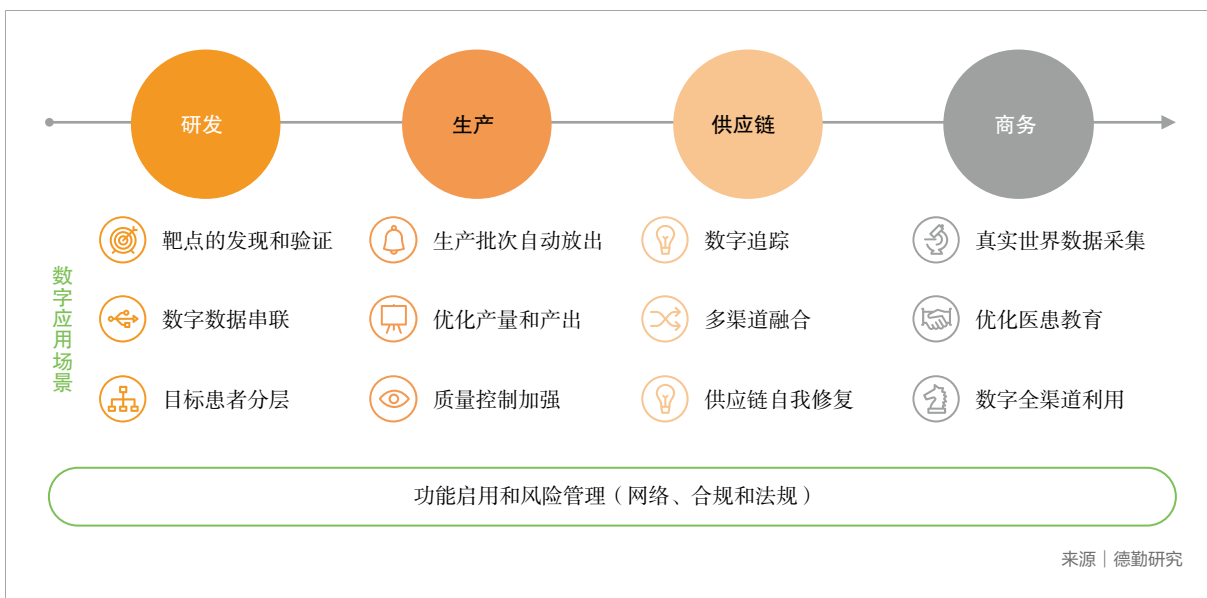 研发
生产
供应链
商务
数字应用场景
靶点的发现和验证
生产批次自动放出
数字追踪
真实世界数据采集
数字数据串联
优化产量和产出
多渠道融合
优化医患教育
目标患者分层
质量控制加强
供应链自我修复
数字全渠道利用
功能启用和风险管理（网络、合规和法规）
来源｜德勤研究